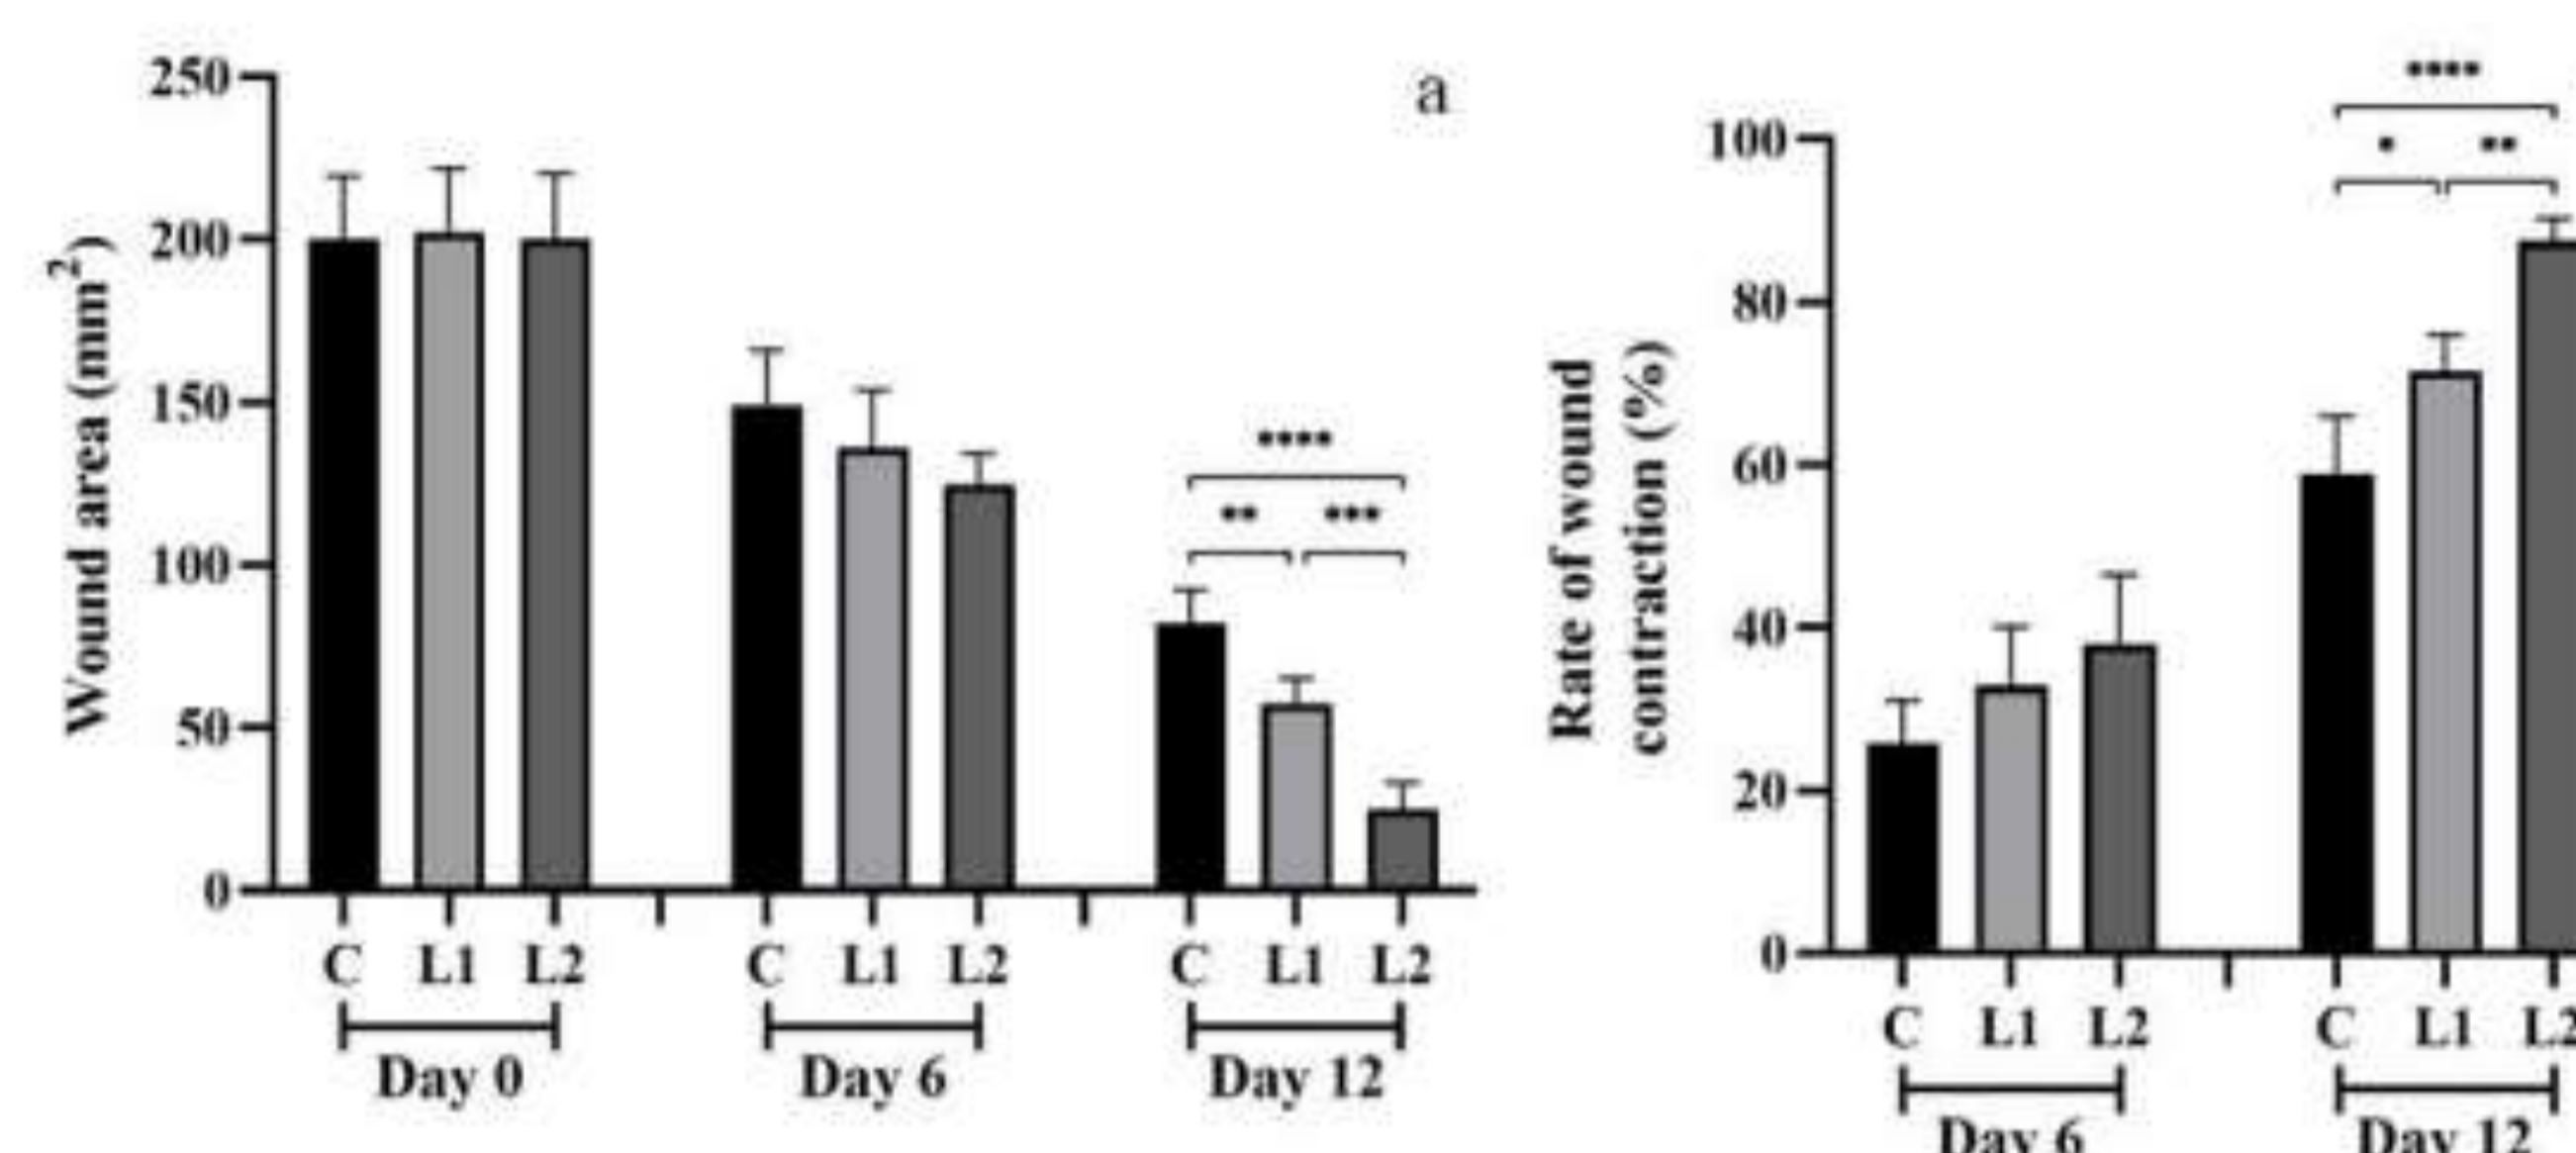 a
Wound area (mm²)
250
200
150
100
50
0
**** 
** ***
C L1 L2 C L1 L2 C L1 L2
Day 0 Day 6 Day 12
Rate of wound
contraction (%)
100
80
60
40
20
0
****
* **
C L1 L2 C L1 L2
Day 6 Day 12